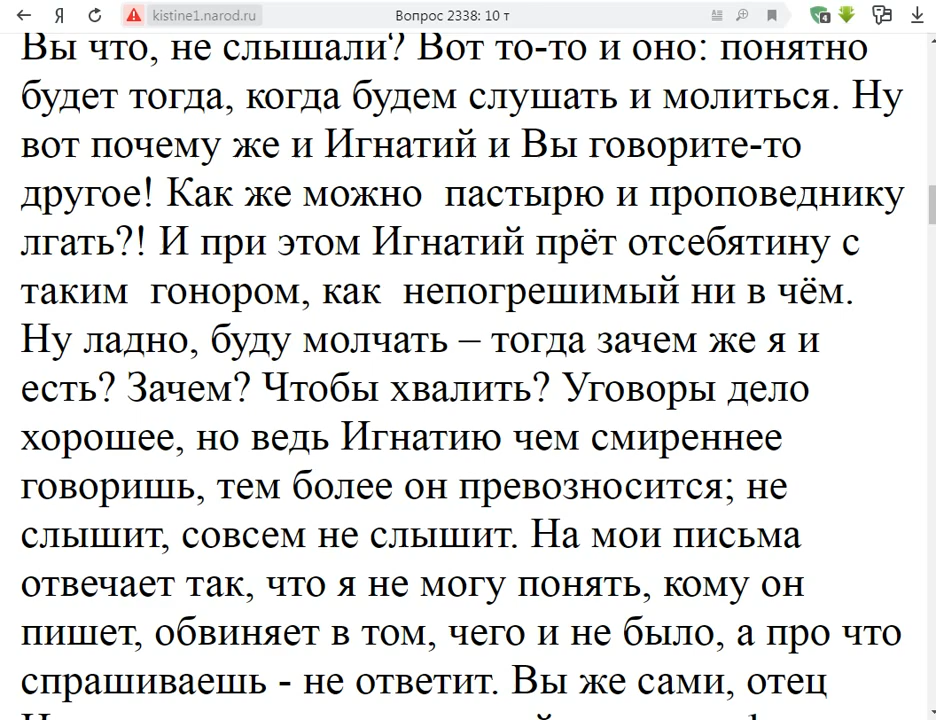 Я
kistine1.narod.ru
Вопрос 2338: 10 т
4
Вы что, не слышали? Вот то-то и оно: понятно
будет тогда, когда будем слушать и молиться. Ну
вот почему же и Игнатий и Вы говорите-то
другое! Как же можно  пастырю и проповеднику
лгать?! И при этом Игнатий прёт отсебятину с
таким  гонором, как  непогрешимый ни в чём.
Ну ладно, буду молчать – тогда зачем же я и
есть? Зачем? Чтобы хвалить? Уговоры дело
хорошее, но ведь Игнатию чем смиреннее
говоришь, тем более он превозносится; не
слышит, совсем не слышит. На мои письма
отвечает так, что я не могу понять, кому он
пишет, обвиняет в том, чего и не было, а про что
спрашиваешь - не ответит. Вы же сами, отец